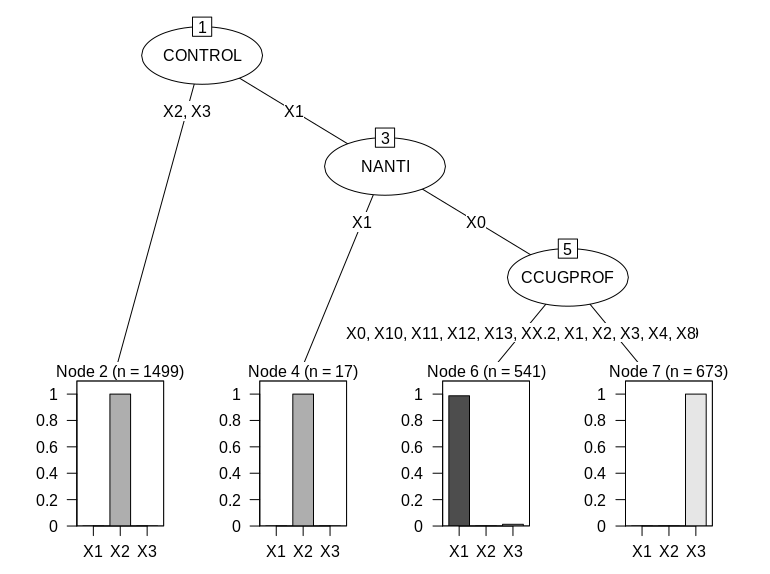 1
CONTROL
X2, X3
X1
3
NANTI
X1
X0
5
CCUGPROF
X0, X10, X11, X12, X13, XX.2, X1, X2, X3, X4, X8
Node 2 (n = 1499)
1
0.8
0.6
0.4
0.2
0
X1 X2 X3
Node 4 (n = 17)
1
0.8
0.6
0.4
0.2
0
X1 X2 X3
Node 6 (n = 541)
1
0.8
0.6
0.4
0.2
0
X1 X2 X3
Node 7 (n = 673)
1
0.8
0.6
0.4
0.2
0
X1 X2 X3